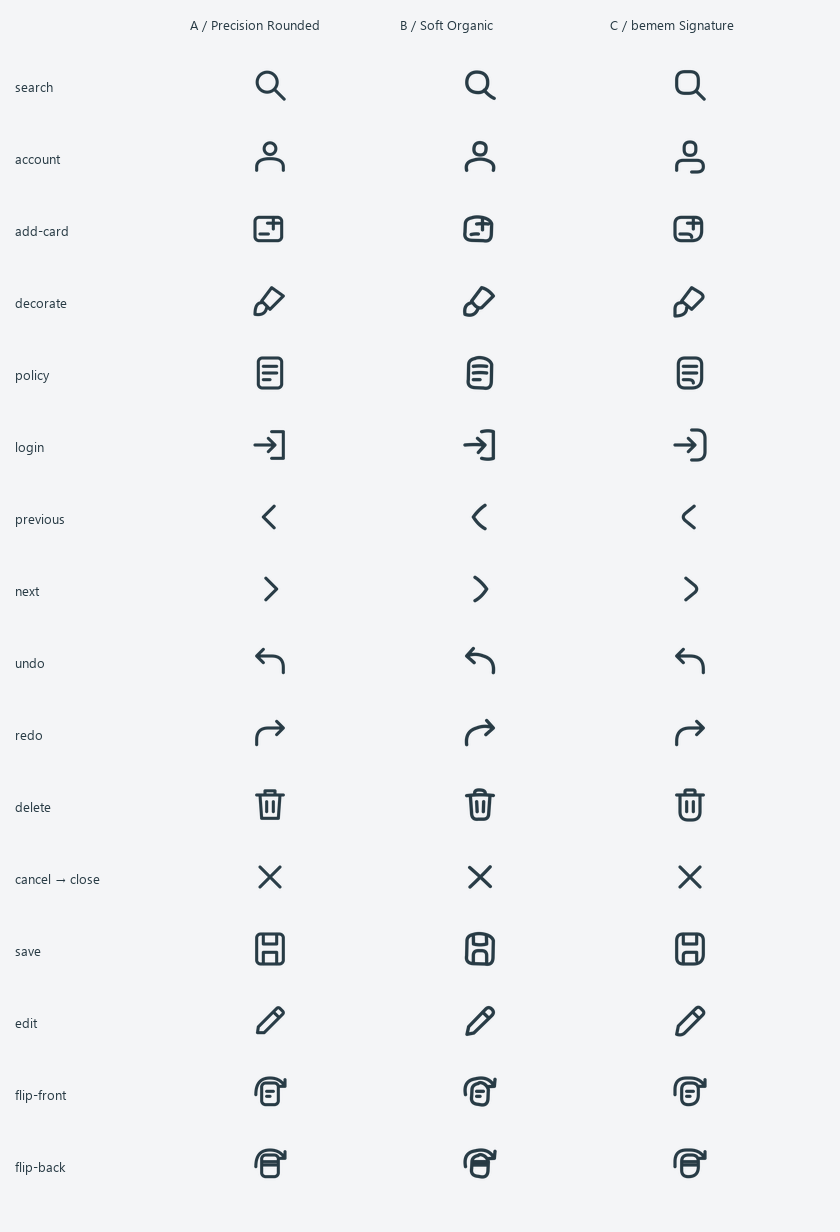 A / Precision Rounded
B / Soft Organic
C / bemem Signature
search
account
add-card
decorate
policy
login
previous
next
undo
redo
delete
cancel → close
save
edit
flip-front
flip-back